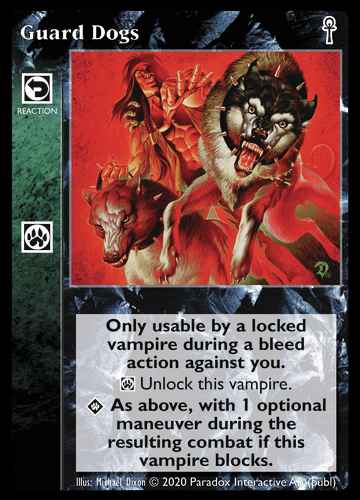 Guard Dogs
REACTION
Only usable by a locked
vampire during a bleed
action against you.
Unlock this vampire.
As above, with 1 optional
maneuver during the
resulting combat if this
vampire blocks.
Illus: Michael Dixon © 2020 Paradox Interactive AB (publ)